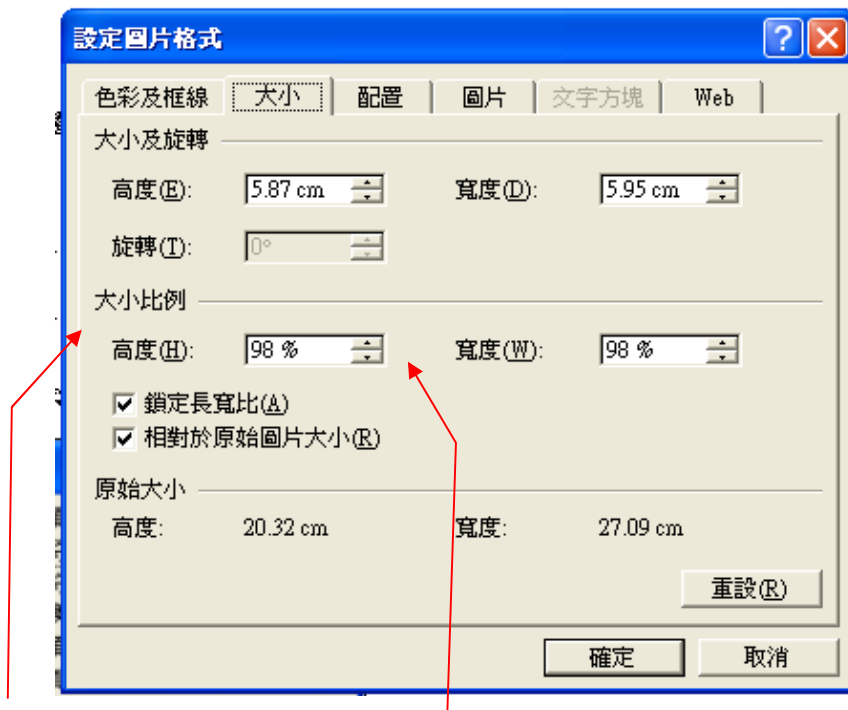 設定圖片格式
色彩及框線 大小 配置 圖片 文字方塊 Web
大小及旋轉
高度(E): 5.87 cm 寬度(D): 5.95 cm
旋轉(T): 0°
大小比例
高度(H): 98 % 寬度(W): 98 %
鎖定長寬比(A)
相對於原始圖片大小(R)
原始大小
高度: 20.32 cm 寬度: 27.09 cm
重設(R)
確定 取消